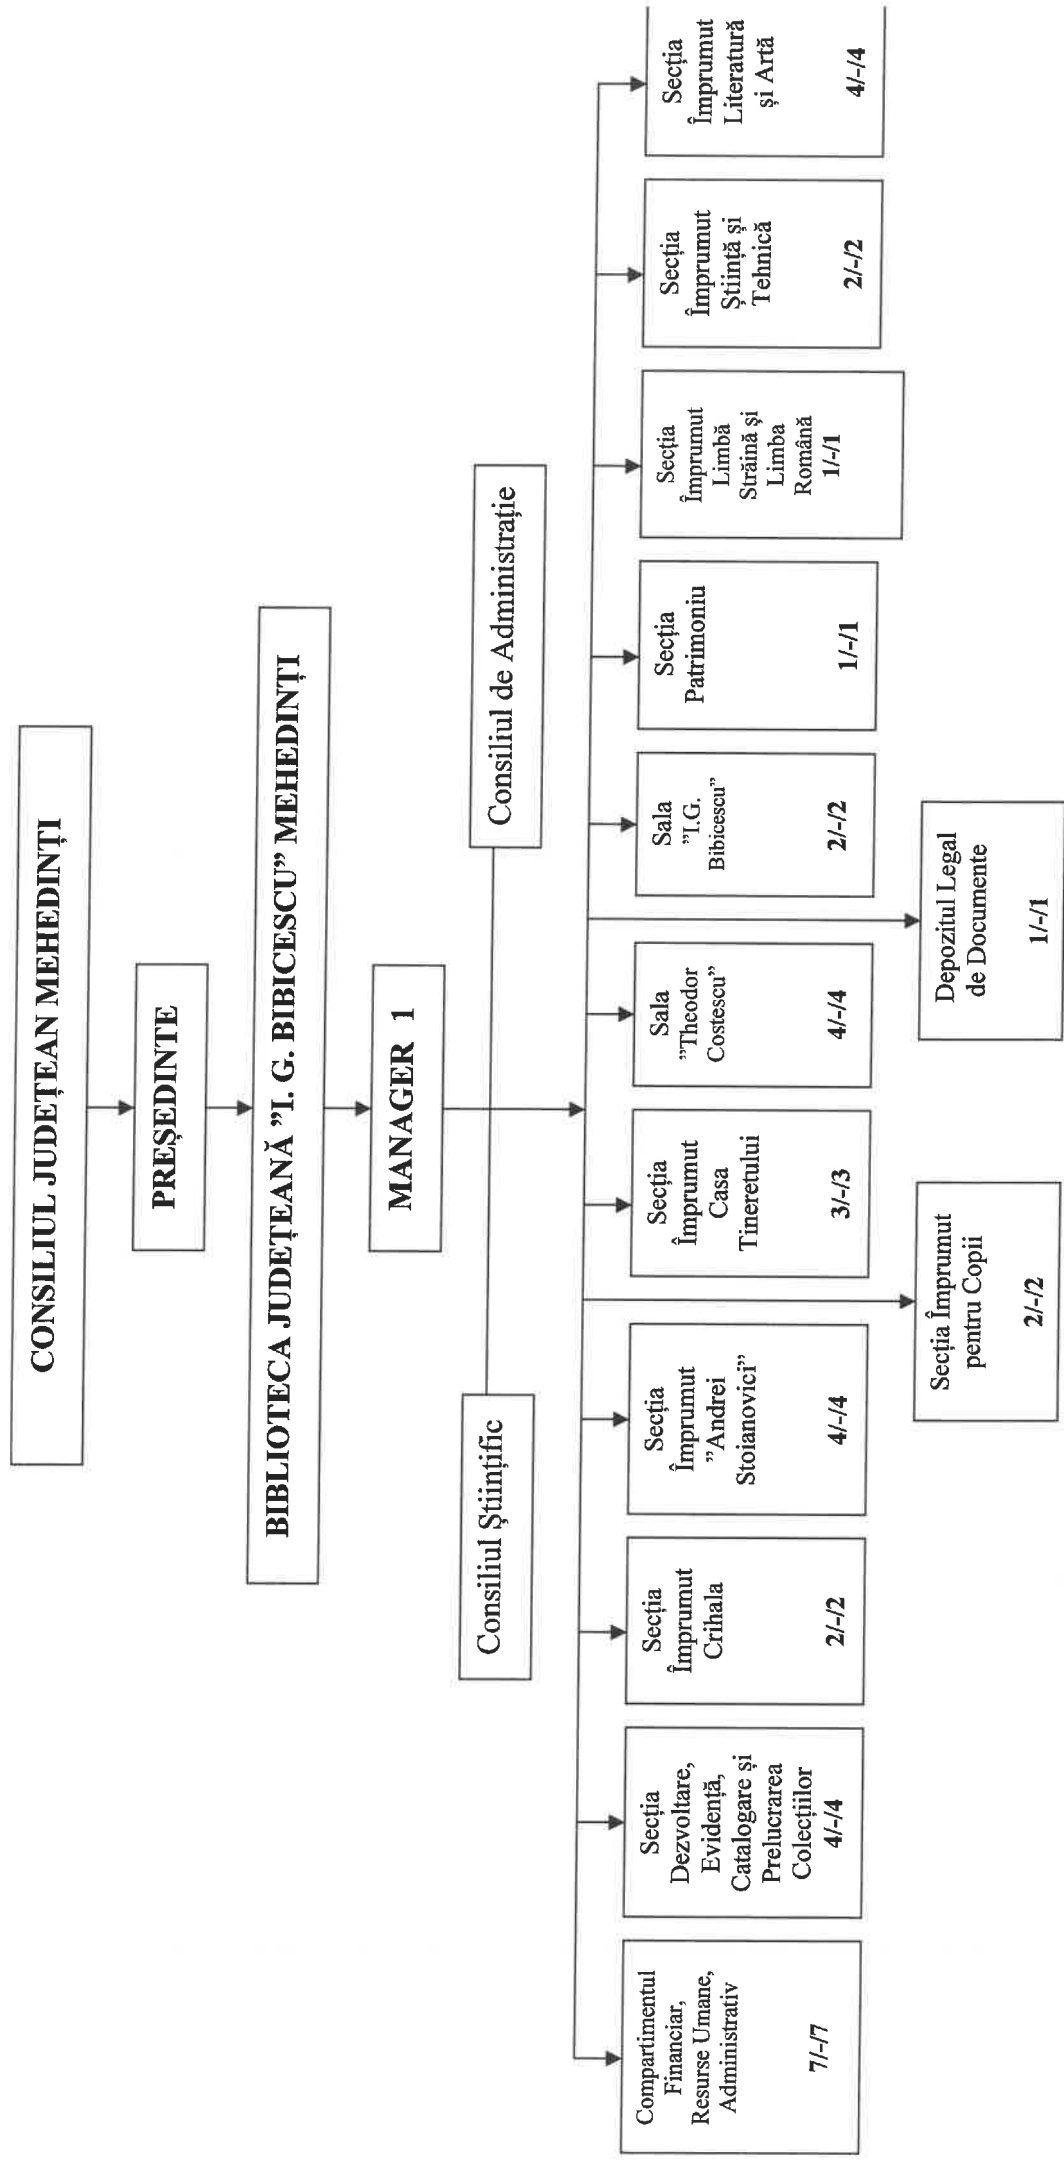 CONSILIUL JUDEȚEAN MEHEDINȚI
PREȘEDINTE
BIBLIOTECA JUDEȚEANĂ ”I. G. BIBICESCU” MEHEDINȚI
MANAGER 1
Consiliul Științific
Consiliul de Administrație
Compartimentul
Financiar,
Resurse Umane,
Administrativ
7/-/7
Secția
Dezvoltare,
Evidență,
Catalogare și
Prelucrarea
Colecțiilor
4/-/4
Secția
Împrumut
Crihala
2/-/2
Secția
Împrumut
”Andrei
Stoianovici”
4/-/4
Secția
Împrumut
Casa
Tineretului
3/-/3
Sala
”Theodor
Costescu”
4/-/4
Sala
”I.G.
Bibicescu”
2/-/2
Secția
Patrimoniu
1/-/1
Secția
Împrumut
Limbă
Străină și
Limba
Română
1/-/1
Secția
Împrumut
Știință și
Tehnică
2/-/2
Secția
Împrumut
Literatură
și Artă
4/-/4
Secția Împrumut
pentru Copii
2/-/2
Depozitul Legal
de Documente
1/-/1